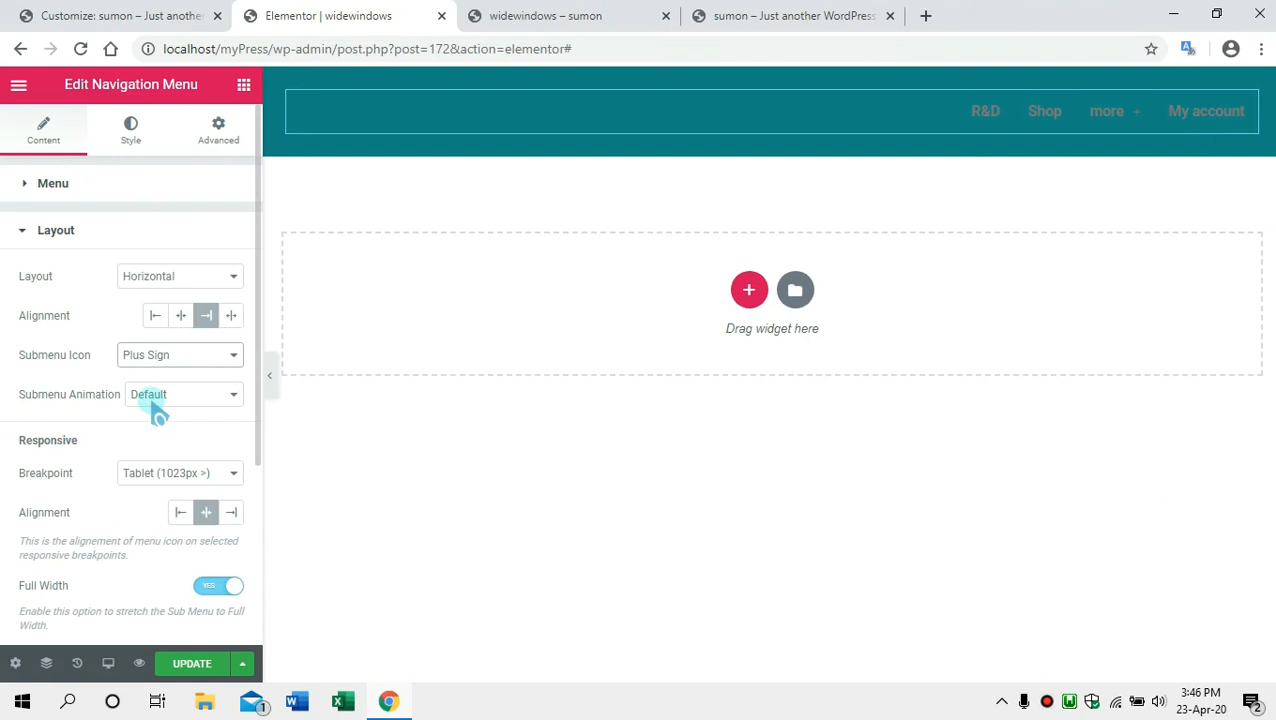 Customize: sumon – Just another
Elementor | widewindows
widewindows – sumon
sumon – Just another WordPress
localhost/myPress/wp-admin/post.php?post=172&action=elementor#
Edit Navigation Menu
Content
Style
Advanced
R&D
Shop
more +
My account
Menu
Layout
Layout
Horizontal
Alignment
Submenu Icon
Plus Sign
Submenu Animation
Default
Drag widget here
Responsive
Breakpoint
Tablet (1023px >)
Alignment
This is the alignement of menu icon on selected
responsive breakpoints.
Full Width
YES
Enable this option to stretch the Sub Menu to Full
Width.
UPDATE
1
3:46 PM
23-Apr-20
2